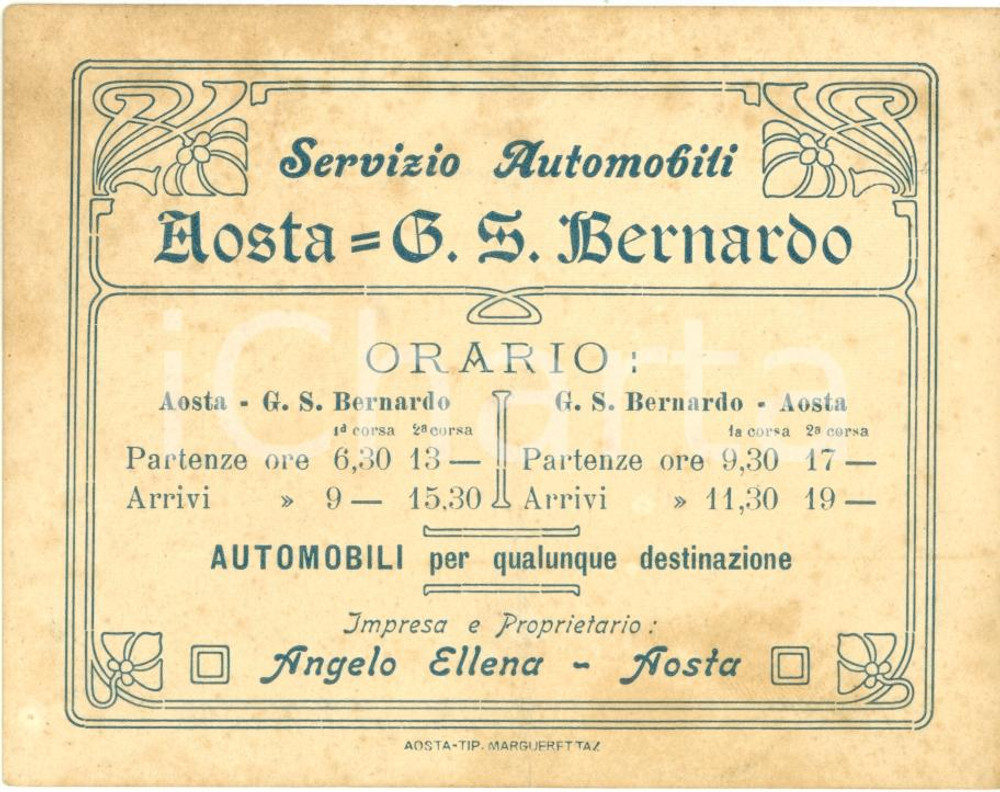 Servizio Automobili
Aosta = G. S. Bernardo
ORARIO :
Aosta - G. S. Bernardo
1ª corsa 2ª corsa
Partenze ore 6,30 13 —
Arrivi » 9 — 15,30
G. S. Bernardo - Aosta
1a corsa 2ª corsa
Partenze ore 9,30 17 —
Arrivi » 11,30 19 —
AUTOMOBILI per qualunque destinazione
Impresa e Proprietario :
Angelo Ellena - Aosta
AOSTA-TIP. MARGUERETTAZ
iCharta